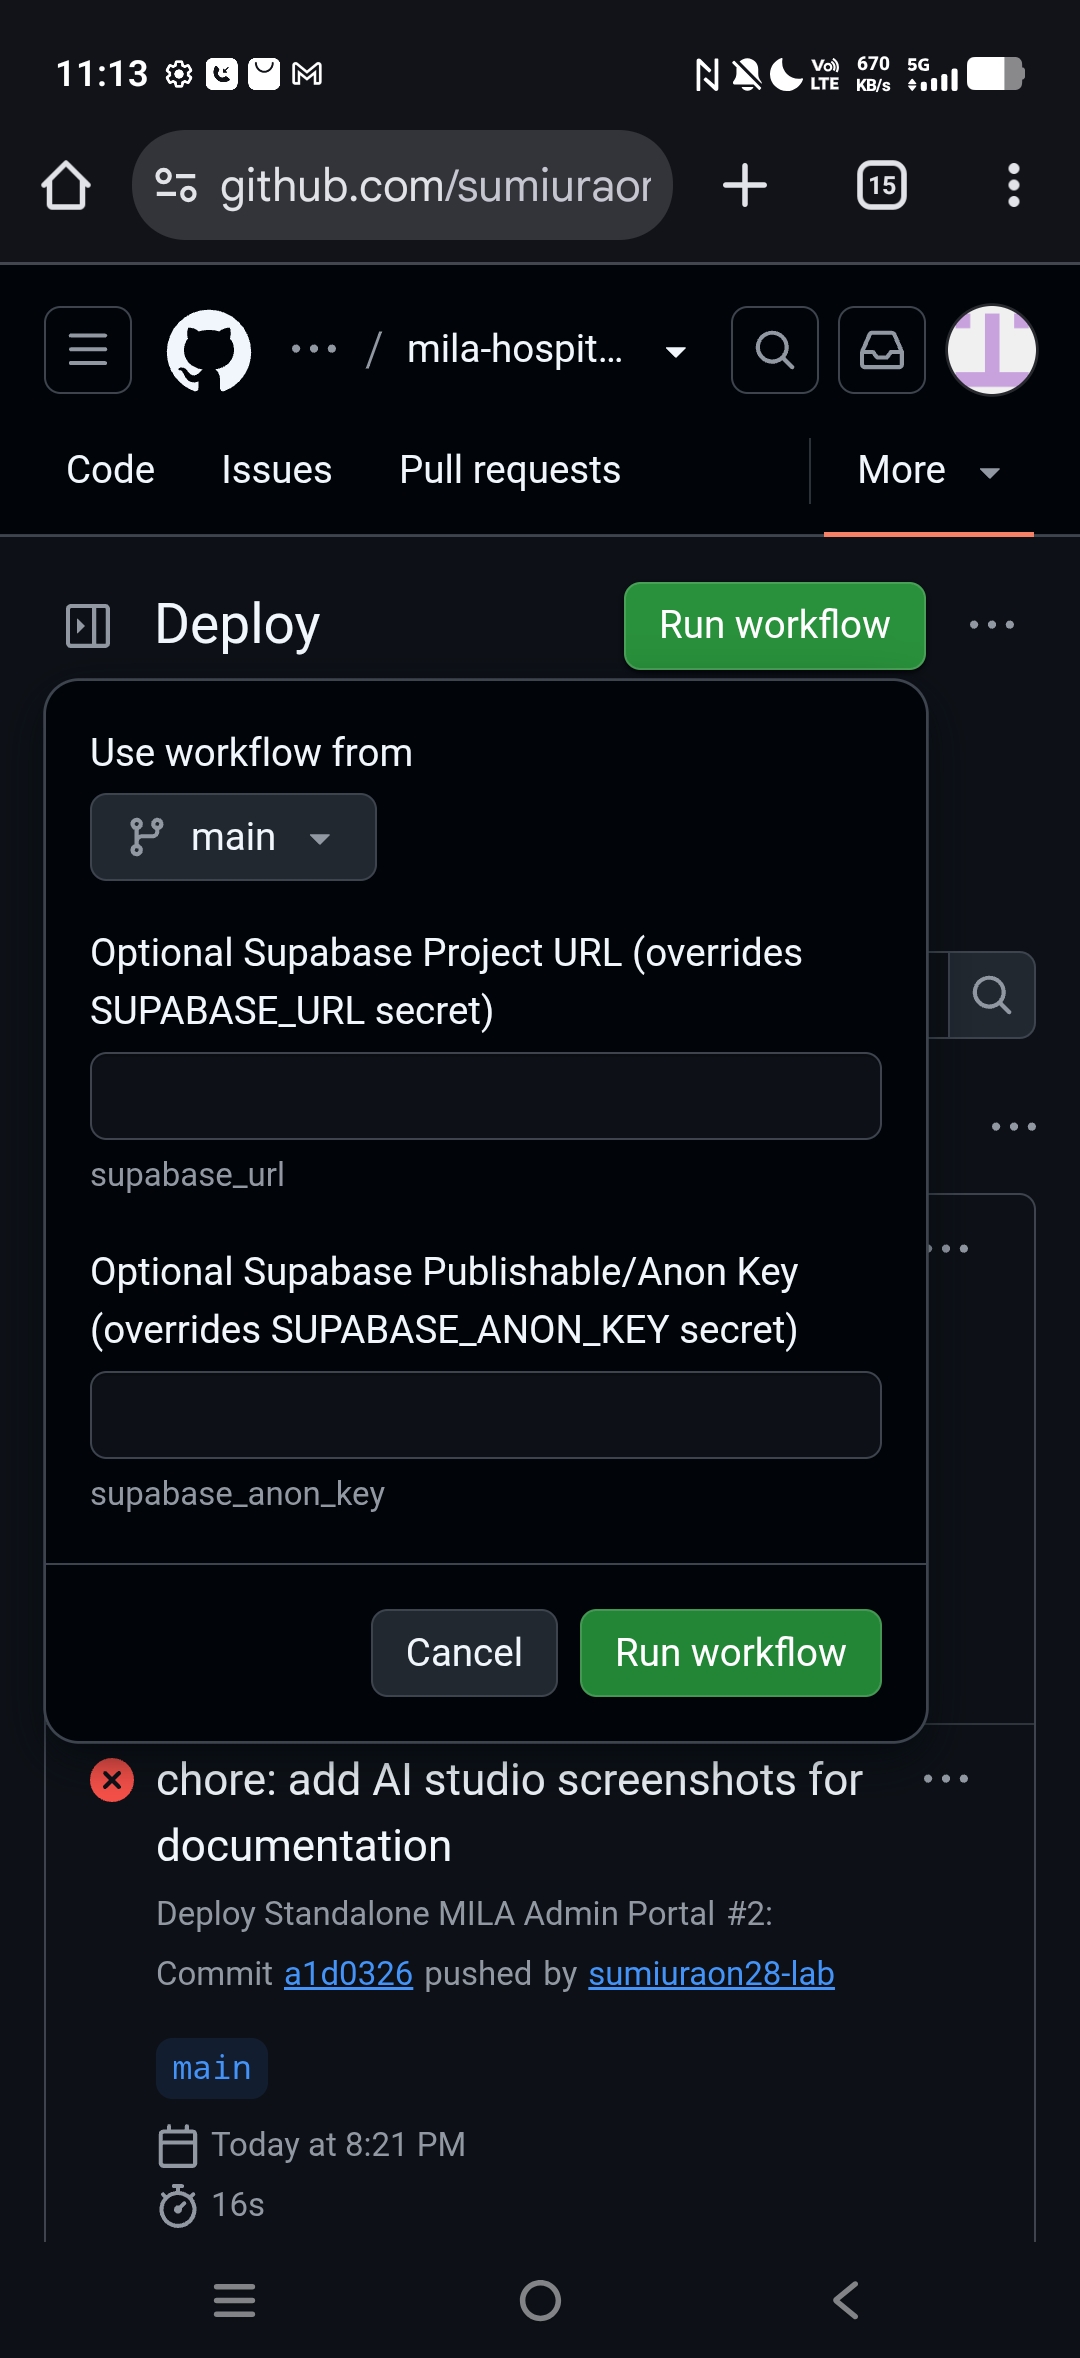 11:13
Vo))
LTE
670
KB/s
5G
github.com/sumiuraor
15
/ mila-hospit...
Code Issues Pull requests More
Deploy Run workflow
Use workflow from
main
Optional Supabase Project URL (overrides
SUPABASE_URL secret)
supabase_url
Optional Supabase Publishable/Anon Key
(overrides SUPABASE_ANON_KEY secret)
supabase_anon_key
Cancel Run workflow
chore: add AI studio screenshots for
documentation
Deploy Standalone MILA Admin Portal #2:
Commit a1d0326 pushed by sumiuraon28-lab
main
Today at 8:21 PM
16s